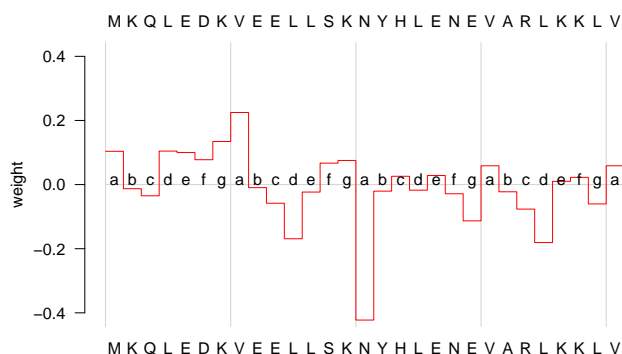 M K Q L E D K V E E L L S K N Y H L E N E V A R L K K L V
0.4
0.2
0.0
−0.2
−0.4
weight
a b c d e f g a b c d e f g a b c d e f g a b c d e f g a
M K Q L E D K V E E L L S K N Y H L E N E V A R L K K L V